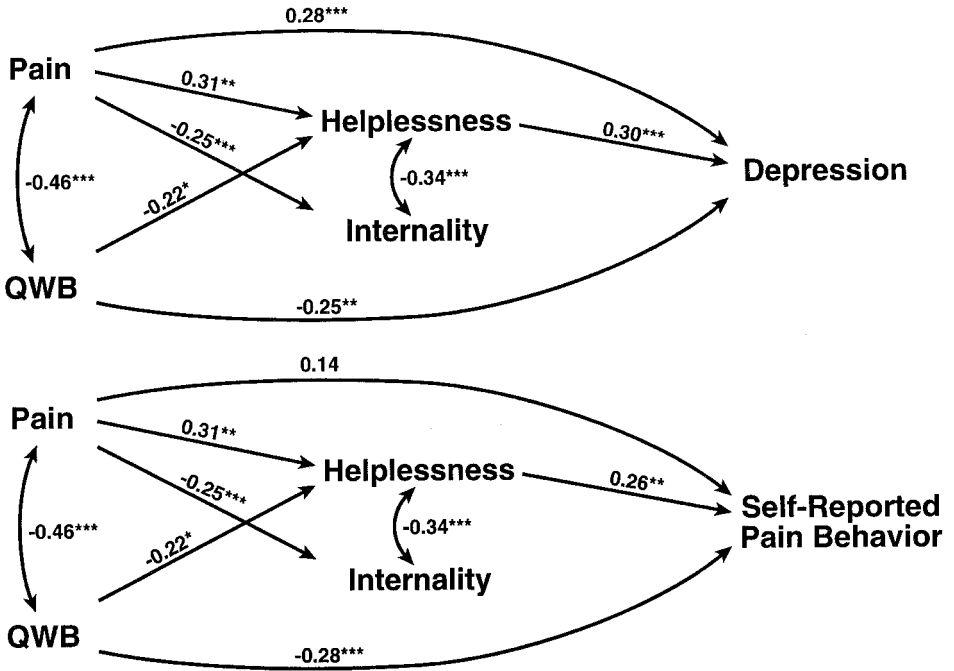 0.28***
Pain
0.31**
Helplessness
-0.25***
0.30***
Depression
-0.46***
-0.34***
-0.22*
Internality
QWB
-0.25**
0.14
Pain
0.31**
Helplessness
-0.25***
0.26**
Self-Reported
Pain Behavior
-0.46***
-0.34***
-0.22*
Internality
QWB
-0.28***